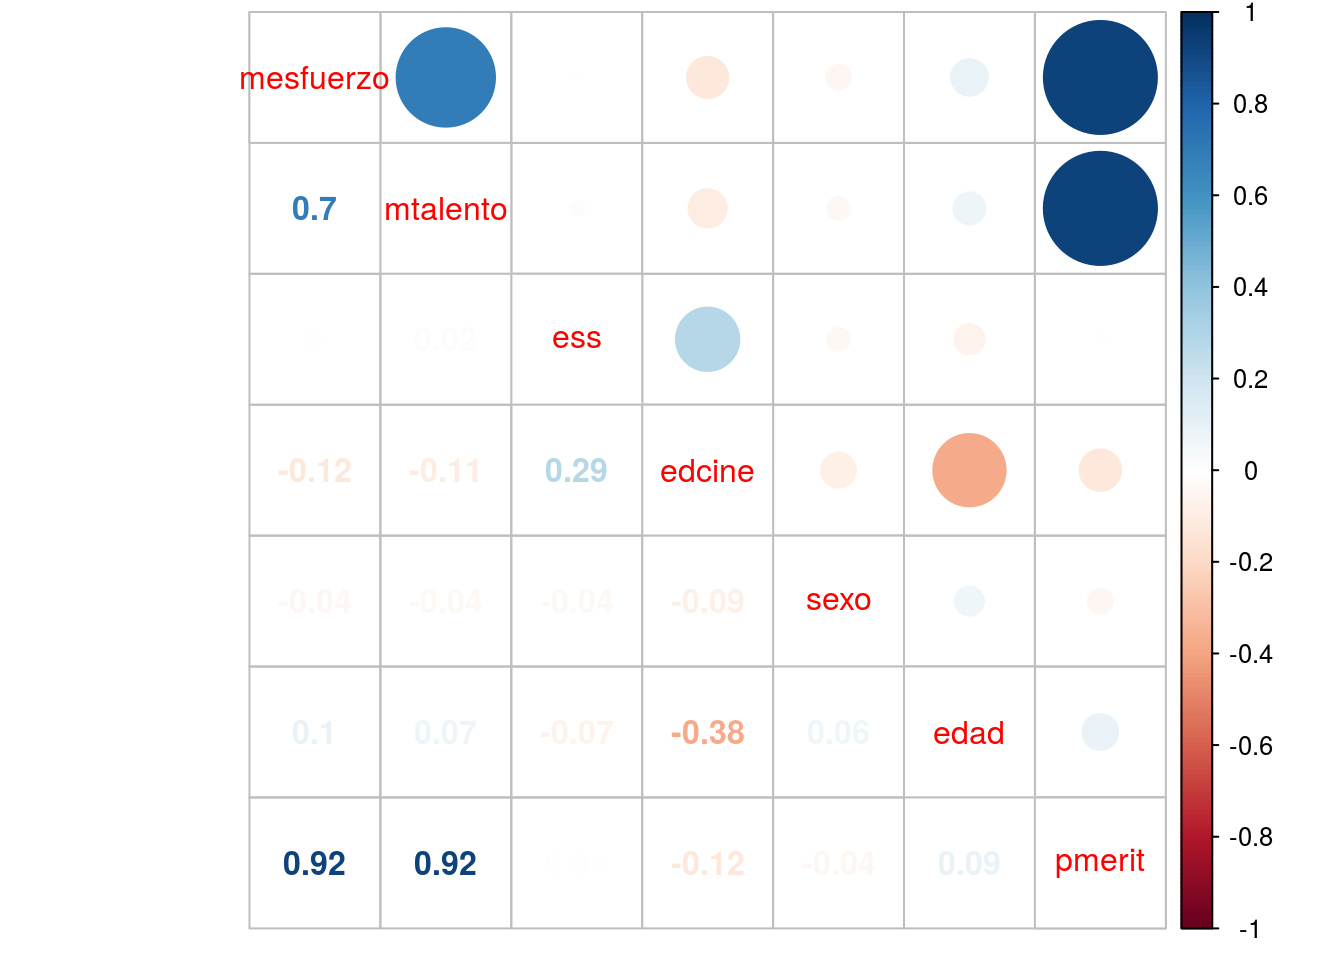 mesfuerzo
1
0.8
0.7 mtalento
0.6
0.4
0 0.02 ess
0.2
-0.12 -0.11 0.29 edcine
0
-0.2
-0.04 -0.04 -0.04 -0.09 sexo
-0.4
0.1 0.07 -0.07 -0.38 0.06 edad
-0.6
-0.8
0.92 0.92 -0.12 -0.04 0.09 pmerit
-1